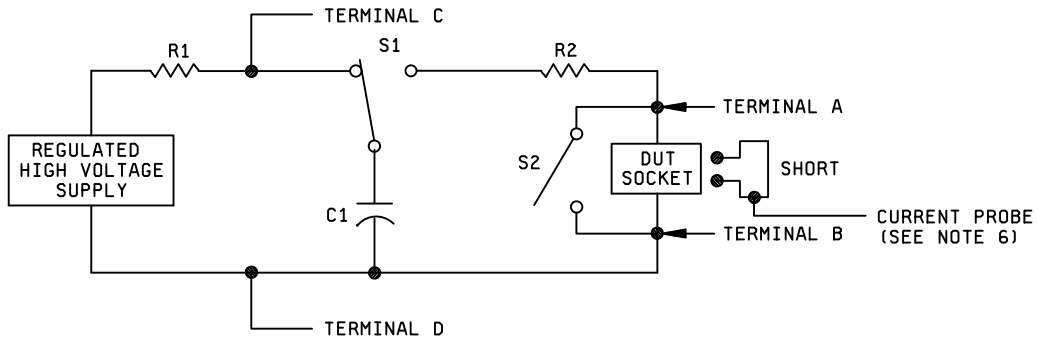 TERMINAL C
S1
R1
R2
TERMINAL A
REGULATED
HIGH VOLTAGE
SUPPLY
S2
DUT
SOCKET
SHORT
C1
CURRENT PROBE
(SEE NOTE 6)
TERMINAL B
TERMINAL D